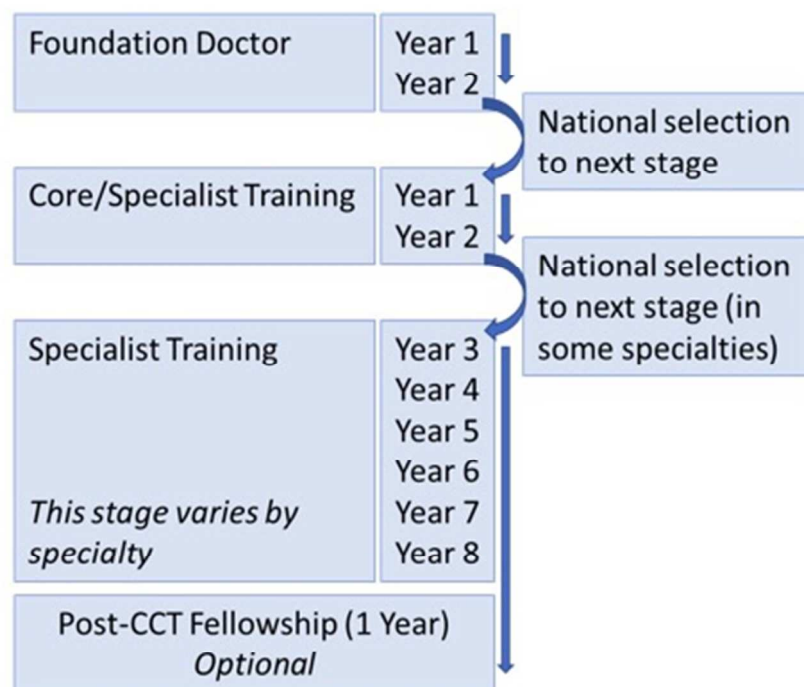 Foundation Doctor
Year 1
Year 2
National selection
to next stage
Core/Specialist Training
Year 1
Year 2
National selection
to next stage (in
some specialties)
Specialist Training
This stage varies by
specialty
Year 3
Year 4
Year 5
Year 6
Year 7
Year 8
Post-CCT Fellowship (1 Year)
Optional